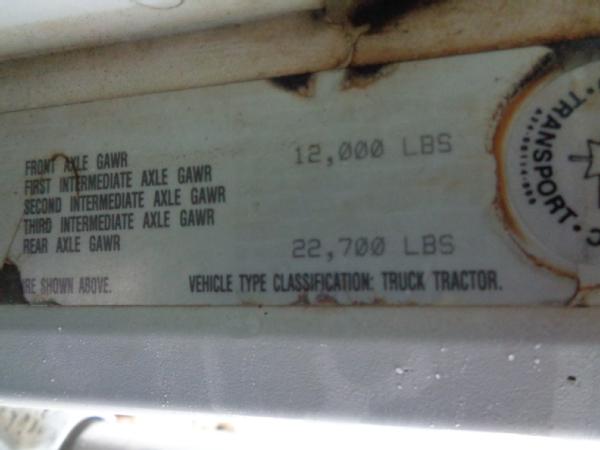 FRONT AXLE GAWR 12,000 LBS
FIRST INTERMEDIATE AXLE GAWR
SECOND INTERMEDIATE AXLE GAWR
THIRD INTERMEDIATE AXLE GAWR
REAR AXLE GAWR 22,700 LBS
RE SHOWN ABOVE. VEHICLE TYPE CLASSIFICATION: TRUCK TRACTOR.
TRANSPORT • C